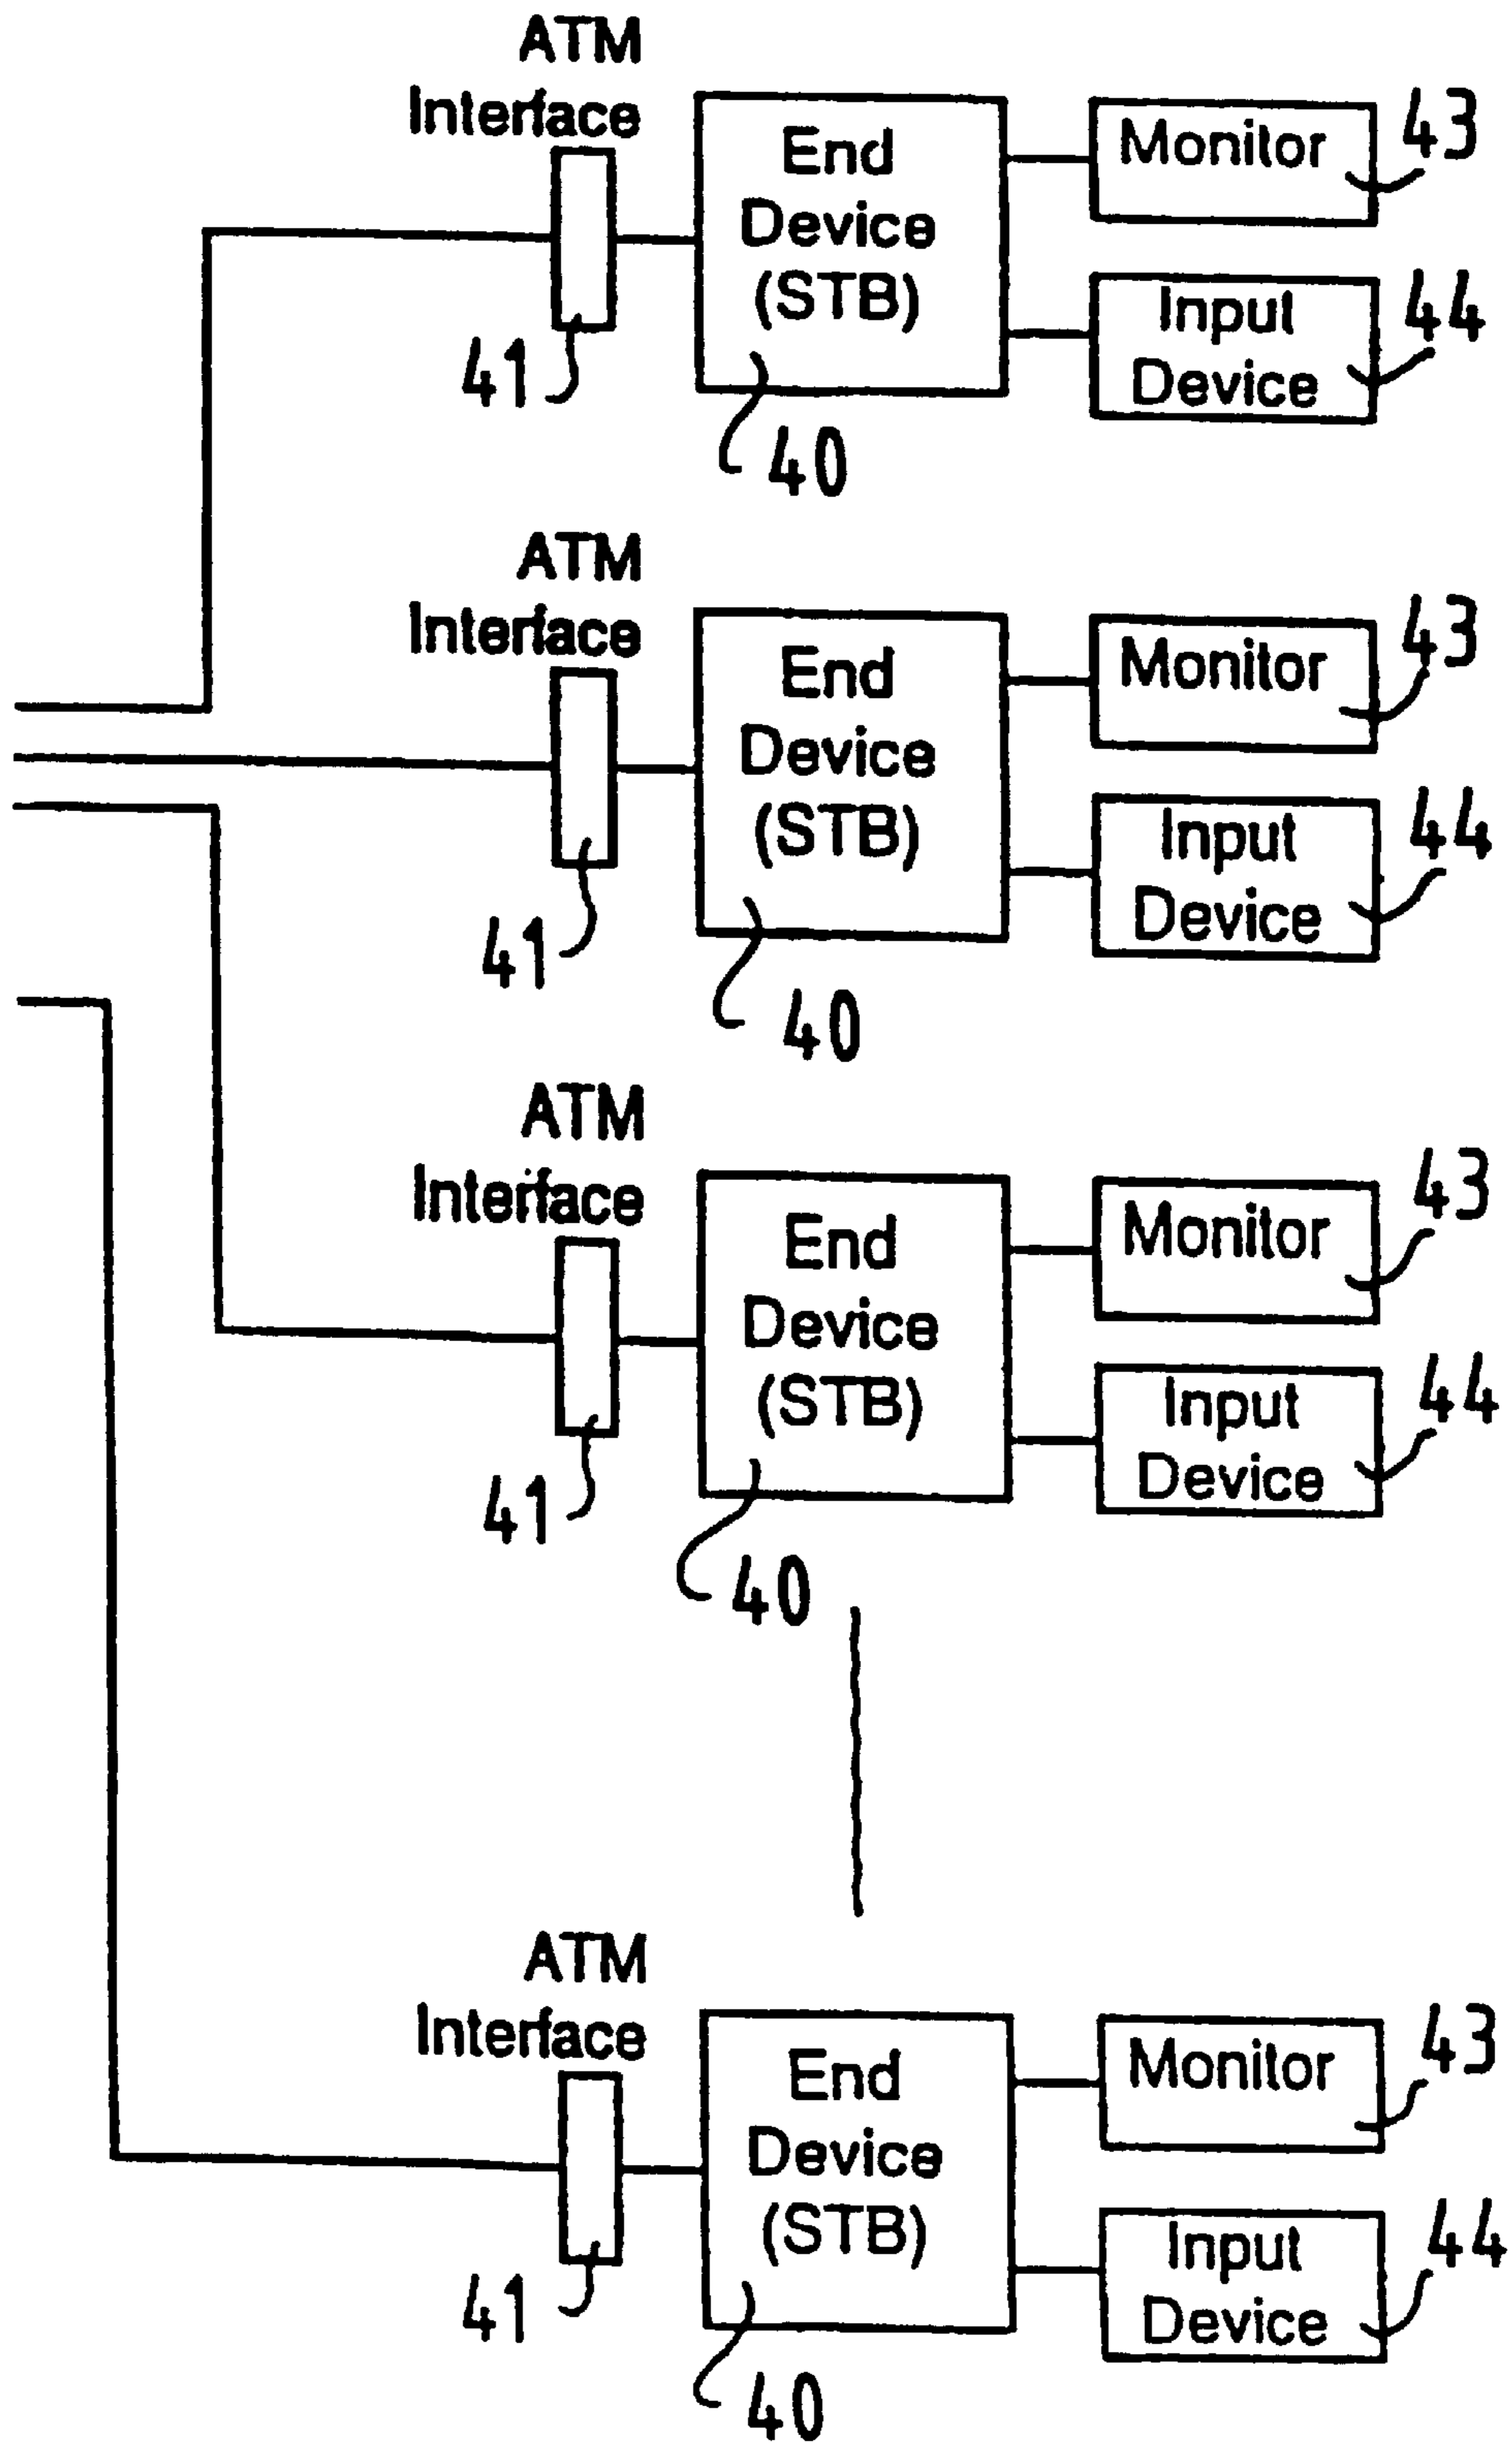 ATM
Interface
End
Device
(STB)
Monitor
43
Input
Device
44
41
40
ATM
Interface
End
Device
(STB)
Monitor
43
Input
Device
44
41
40
ATM
Interface
End
Device
(STB)
Monitor
43
Input
Device
44
41
40
ATM
Interface
End
Device
(STB)
Monitor
43
Input
Device
44
41
40